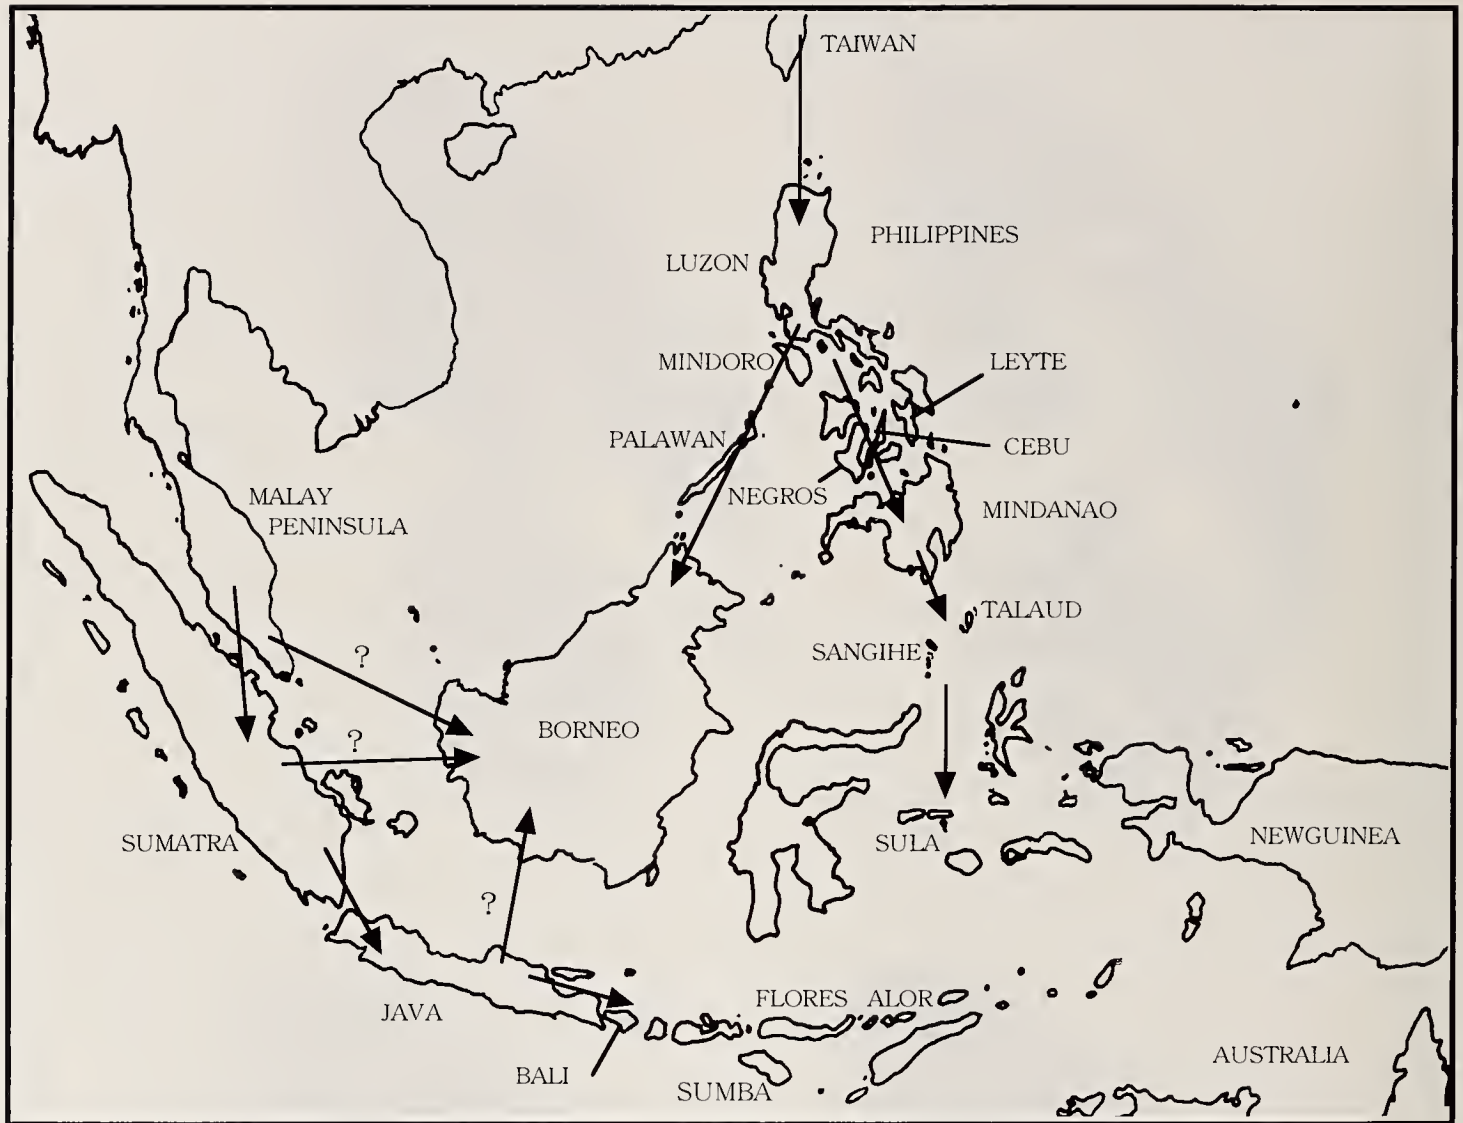 TAIWAN
PHILIPPINES
LUZON
MINDORO
LEYTE
PALAWAN
CEBU
NEGROS
MALAY
PENINSULA
MINDANAO
TALAUD
SANGIHE
?
BORNEO
?
SUMATRA
SULA
NEWGUINEA
?
FLORES ALOR
JAVA
AUSTRALIA
BALI
SUMBA